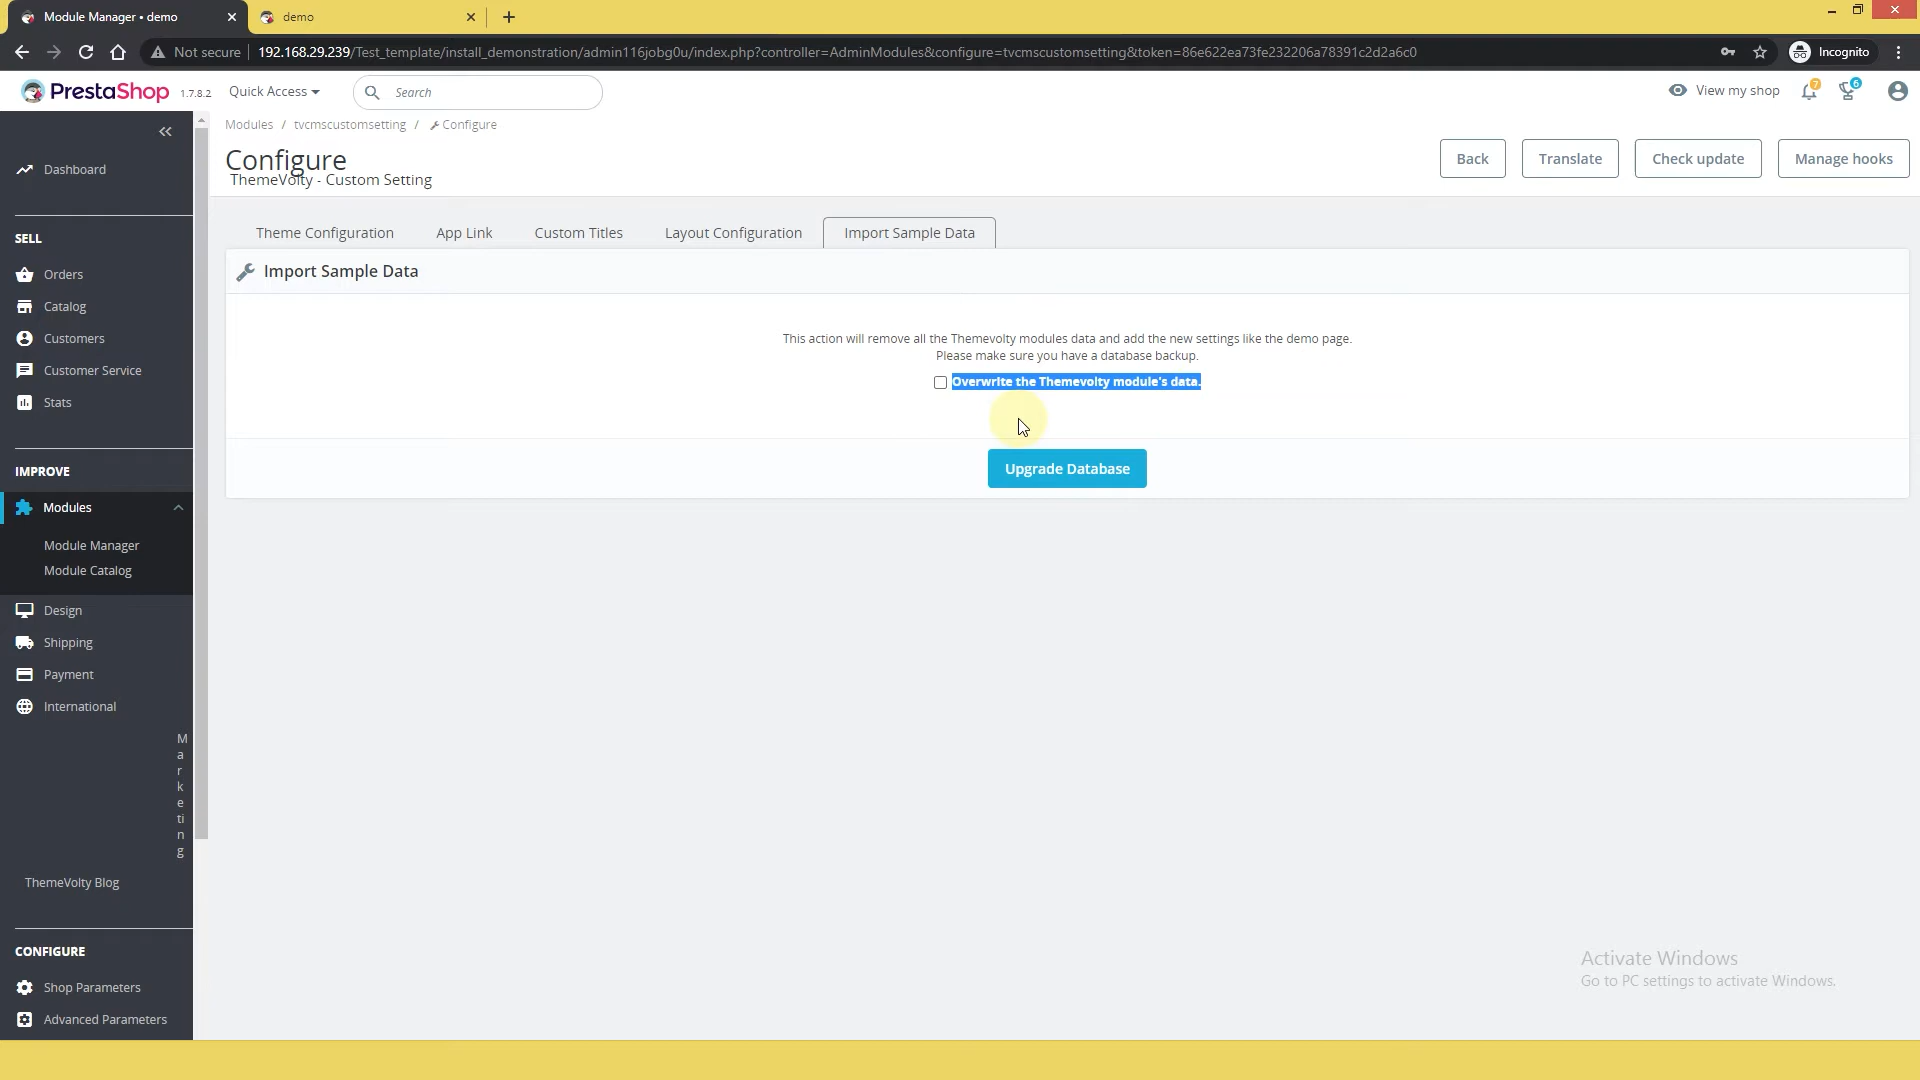 Module Manager • demo
demo
Not secure
192.168.29.239/Test_template/install_demonstration/admin116jobg0u/index.php?controller=AdminModules&configure=tvcmscustomsetting&token=86e622ea73fe232206a78391c2d2a6c0
Incognito
PrestaShop
1.7.8.2
Quick Access
Search
View my shop
7
6
Modules / tvcmscustomsetting / Configure
Configure
ThemeVolty - Custom Setting
Back
Translate
Check update
Manage hooks
Dashboard
SELL
Orders
Catalog
Customers
Customer Service
Stats
IMPROVE
Modules
Module Manager
Module Catalog
Design
Shipping
Payment
International
Marketing
ThemeVolty Blog
CONFIGURE
Shop Parameters
Advanced Parameters
Theme Configuration
App Link
Custom Titles
Layout Configuration
Import Sample Data
Import Sample Data
This action will remove all the Themevolty modules data and add the new settings like the demo page.
Please make sure you have a database backup.
Overwrite the Themevolty module's data.
Upgrade Database
Activate Windows
Go to PC settings to activate Windows.